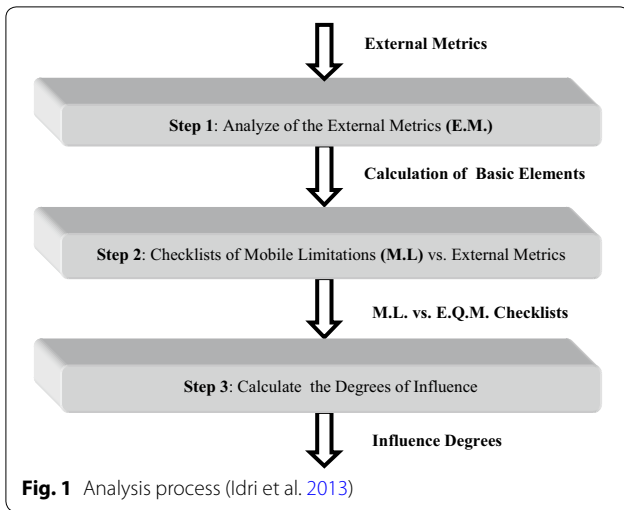 External Metrics
Step 1: Analyze of the External Metrics (E.M.)
Calculation of Basic Elements
Step 2: Checklists of Mobile Limitations (M.L) vs. External Metrics
M.L. vs. E.Q.M. Checklists
Step 3: Calculate the Degrees of Influence
Influence Degrees
Fig. 1 Analysis process (Idri et al. 2013)